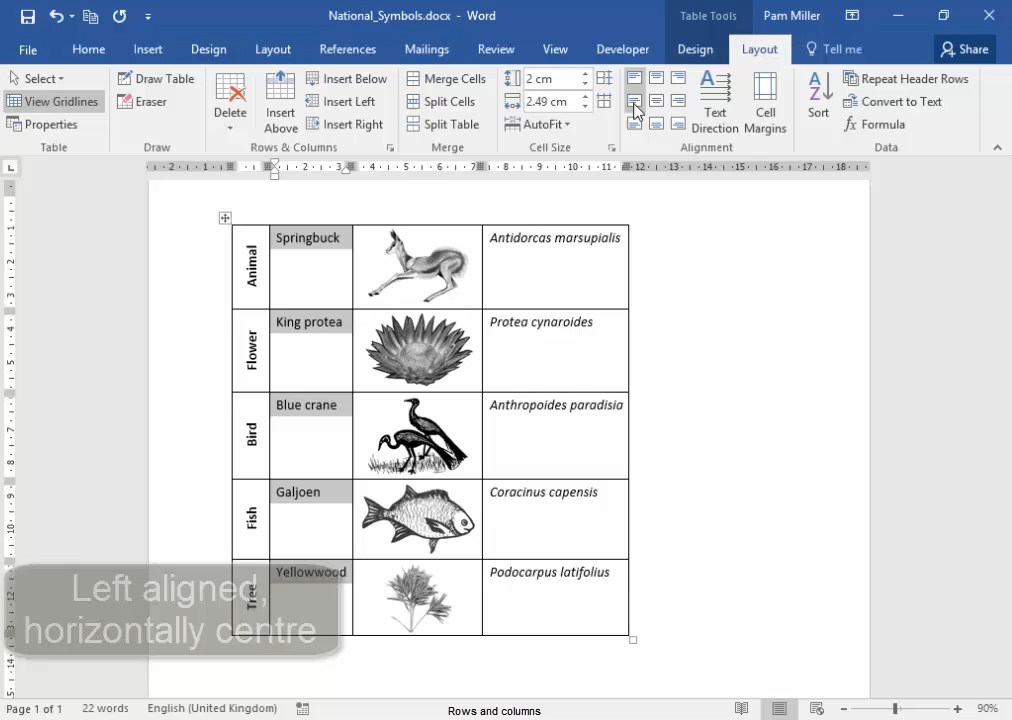 National_Symbols.docx - Word
Table Tools
Pam Miller
File
Home
Insert
Design
Layout
References
Mailings
Review
View
Developer
Design
Layout
Tell me
Share
Select
View Gridlines
Properties
Table
Draw Table
Eraser
Draw
Delete
Insert Above
Insert Below
Insert Left
Insert Right
Rows & Columns
Merge Cells
Split Cells
Split Table
Merge
2 cm
2.49 cm
AutoFit
Cell Size
Text Direction
Cell Margins
Alignment
Sort
Repeat Header Rows
Convert to Text
Formula
Data
Animal
Springbuck
Antidorcas marsupialis
Flower
King protea
Protea cynaroides
Bird
Blue crane
Anthropoides paradisia
Fish
Galjoen
Coracinus capensis
Tree
Yellowwood
Podocarpus latifolius
Left aligned,
horizontally centre
Page 1 of 1
22 words
English (United Kingdom)
Rows and columns
90%